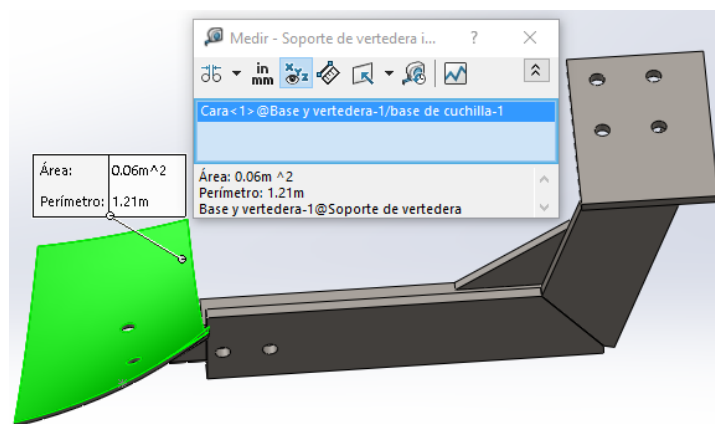 Medir - Soporte de vertedera i...
in
mm
XYZ
Cara<1>@Base y vertedera-1/base de cuchilla-1
Área: 0.06m^2
Perímetro: 1.21m
Área: 0.06m ^2
Perímetro: 1.21m
Base y vertedera-1@Soporte de vertedera